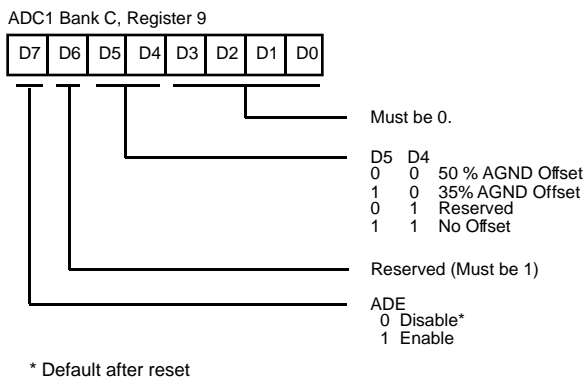 ADC1 Bank C, Register 9
D7 D6 D5 D4 D3 D2 D1 D0
Must be 0.
D5 D4
0 0 50 % AGND Offset
1 0 35% AGND Offset
0 1 Reserved
1 1 No Offset
Reserved (Must be 1)
ADE
0 Disable*
1 Enable
* Default after reset